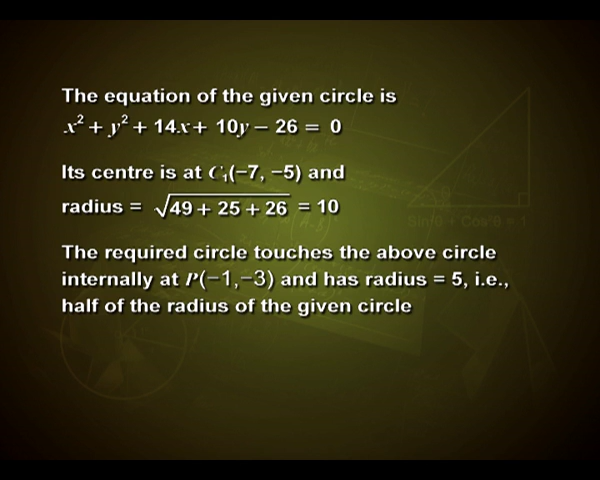 The equation of the given circle is
x² + y² + 14x + 10y − 26 = 0
Its centre is at C₁(−7, −5) and
radius = √49 + 25 + 26 = 10
The required circle touches the above circle
internally at P(−1,−3) and has radius = 5, i.e.,
half of the radius of the given circle